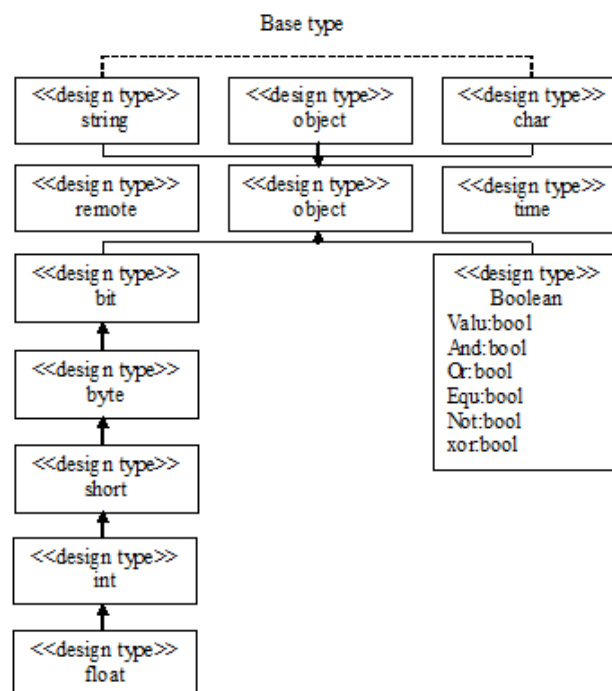 Base type
<<design type>>
string
<<design type>>
object
<<design type>>
char
<<design type>>
remote
<<design type>>
object
<<design type>>
time
<<design type>>
bit
<<design type>>
Boolean
Valu:bool
And:bool
Or:bool
Equ:bool
Not:bool
xor:bool
<<design type>>
byte
<<design type>>
short
<<design type>>
int
<<design type>>
float